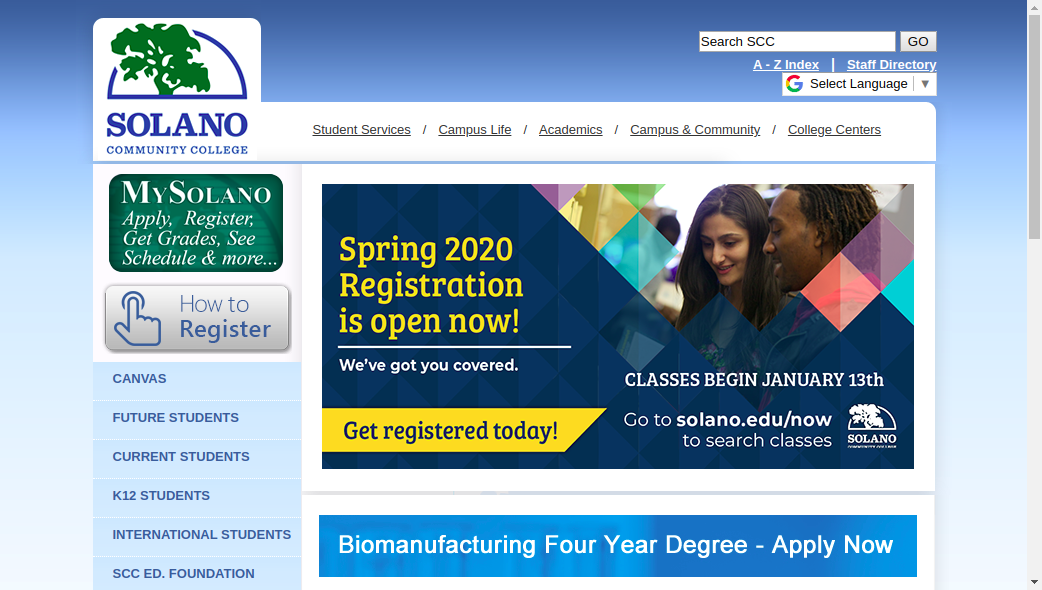 Search SCC
GO
A - Z Index | Staff Directory
Select Language ▼
SOLANO
COMMUNITY COLLEGE
Student Services / Campus Life / Academics / Campus & Community / College Centers
MYSOLANO
Apply, Register,
Get Grades, See
Schedule & more...
How to
Register
CANVAS
FUTURE STUDENTS
CURRENT STUDENTS
K12 STUDENTS
INTERNATIONAL STUDENTS
SCC ED. FOUNDATION
Spring 2020
Registration
is open now!
We've got you covered.
Get registered today!
CLASSES BEGIN JANUARY 13th
Go to solano.edu/now
to search classes
SOLANO
COMMUNITY COLLEGE
Biomanufacturing Four Year Degree - Apply Now